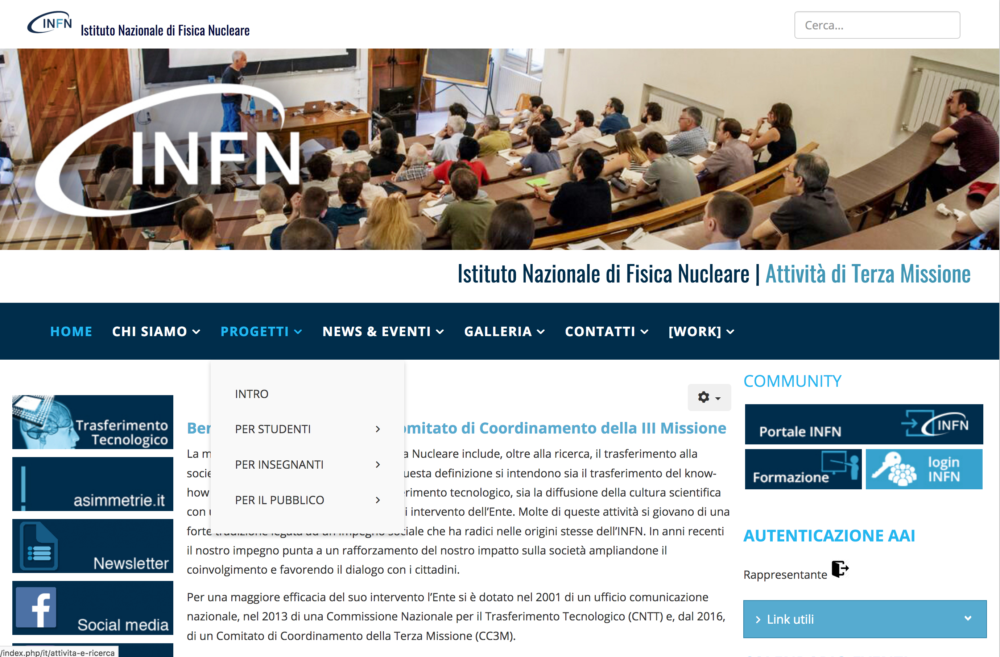 INFN
Istituto Nazionale di Fisica Nucleare
Cerca...
INFN
Istituto Nazionale di Fisica Nucleare | Attività di Terza Missione
HOME CHI SIAMO PROGETTI NEWS & EVENTI GALLERIA CONTATTI [WORK]
INTRO
PER STUDENTI
PER INSEGNANTI
PER IL PUBBLICO
Trasferimento
Tecnologico
asimmetrie.it
Newsletter
Social media
di Coordinamento della III Missione
La Nucleare include, oltre alla ricerca, il trasferimento alla
definizione si intendono sia il trasferimento del know-
how tecnologico, sia la diffusione della cultura scientifica
con intervento dell'Ente. Molte di queste attività si giovano di una
forte che ha radici nelle origini stesse dell'INFN. In anni recenti
il nostro impegno punta a un rafforzamento del nostro impatto sulla società ampliandone il
coinvolgimento e favorendo il dialogo con i cittadini.
Per una maggiore efficacia del suo intervento l'Ente si è dotato nel 2001 di un ufficio comunicazione
nazionale, nel 2013 di una Commissione Nazionale per il Trasferimento Tecnologico (CNTT) e, dal 2016,
di un Comitato di Coordinamento della Terza Missione (CC3M).
COMMUNITY
Portale INFN
INFN
Formazione
login
INFN
AUTENTICAZIONE AAI
Rappresentante
Link utili
/index.php/it/attivita-e-ricerca